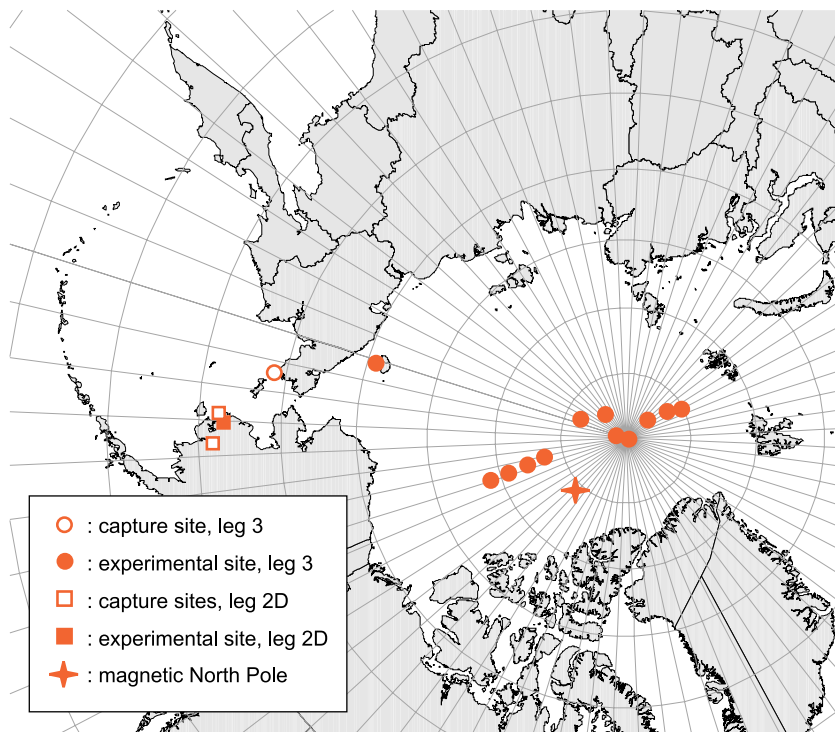 : capture site, leg 3
: experimental site, leg 3
: capture sites, leg 2D
: experimental site, leg 2D
: magnetic North Pole